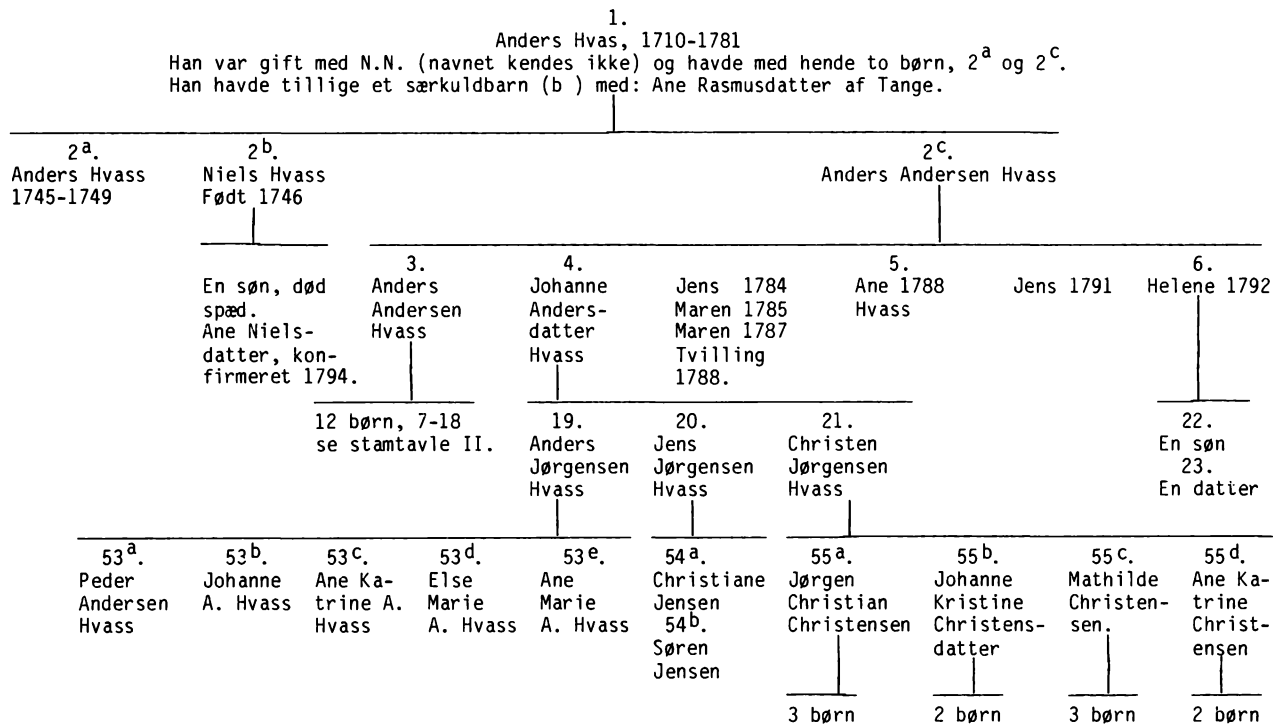 1.
Anders Hvas, 1710-1781
Han var gift med N.N. (navnet kendes ikke) og havde med hende to børn, 2a og 2c.
Han havde tillige et særkuldbarn (b ) med: Ane Rasmusdatter af Tange.
2a.
Anders Hvass
1745-1749
2b.
Niels Hvass
Født 1746
2c.
Anders Andersen Hvass
En søn, død
spæd.
Ane Niels-
datter, kon-
firmeret 1794.
3.
Anders
Andersen
Hvass
4.
Johanne
Anders-
datter
Hvass
Jens 1784
Maren 1785
Maren 1787
Tvilling
1788.
5.
Ane 1788
Hvass
Jens 1791
6.
Helene 1792
12 børn, 7-18
se stamtavle II.
19.
Anders
Jørgensen
Hvass
20.
Jens
Jørgensen
Hvass
21.
Christen
Jørgensen
Hvass
22.
En søn
23.
En datter
53a.
Peder
Andersen
Hvass
53b.
Johanne
A. Hvass
53c.
Ane Ka-
trine A.
Hvass
53d.
Else
Marie
A. Hvass
53e.
Ane
Marie
A. Hvass
54a.
Christiane
Jensen
54b.
Søren
Jensen
55a.
Jørgen
Christian
Christensen
55b.
Johanne
Kristine
Christens-
datter
55c.
Mathilde
Christen-
sen.
55d.
Ane Ka-
trine
Christ-
ensen
3 børn
2 børn
3 børn
2 børn